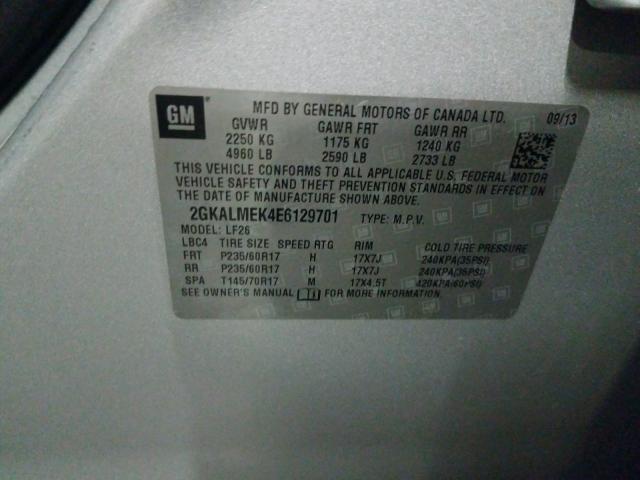 GM MFD BY GENERAL MOTORS OF CANADA LTD. 09/13
GVWR GAWR FRT GAWR RR
2250 KG 1175 KG 1240 KG
4960 LB 2590 LB 2733 LB
THIS VEHICLE CONFORMS TO ALL APPLICABLE U.S. FEDERAL MOTOR
VEHICLE SAFETY AND THEFT PREVENTION STANDARDS IN EFFECT ON
THE DATE OF MANUFACTURE SHOWN ABOVE.
2GKALMEK4E6129701 TYPE: M.P.V.
MODEL: LF26
LBC4 TIRE SIZE SPEED RTG RIM COLD TIRE PRESSURE
FRT P235/60R17 H 17X7J 240KPA(35PSI)
RR P235/60R17 H 17X7J 240KPA(35PSI)
SPA T145/70R17 M 17X4.5T 420KPA(60PSI)
SEE OWNER'S MANUAL FOR MORE INFORMATION